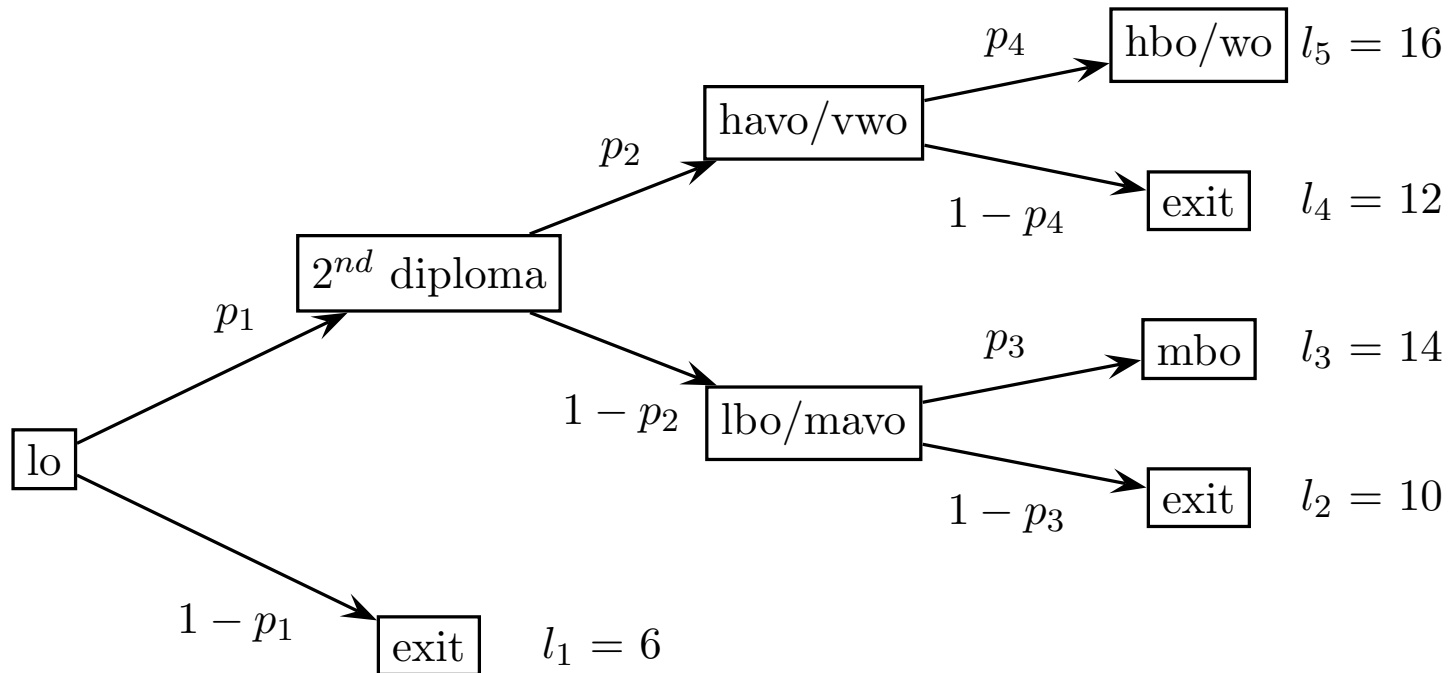 p₄ hbo/wo l₅ = 16
havo/vwo
p₂
1 − p₄ exit l₄ = 12
2ⁿᵈ diploma
p₁
p₃ mbo l₃ = 14
1 − p₂ lbo/mavo
lo
1 − p₃ exit l₂ = 10
1 − p₁ exit l₁ = 6